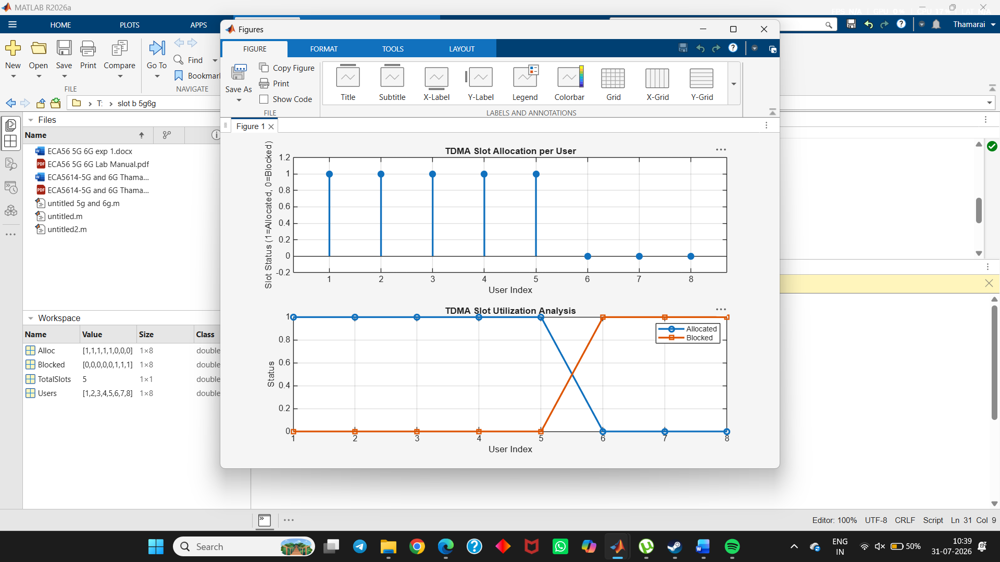 MATLAB R2026a
FPS N/A | GPU 0% | CPU 17% | LAT N/A
HOME PLOTS APPS
Thamarai
New Open Save Print Compare
Go To Find Bookmark
FILE NAVIGATE
T: slot b 5g6g
Files
Name
ECA56 5G 6G exp 1.docx
ECA56 5G 6G Lab Manual.pdf
ECA5614-5G and 6G Thama...
ECA5614-5G and 6G Thama...
untitled 5g and 6g.m
untitled.m
untitled2.m
Workspace
Name Value Size Class
Alloc [1,1,1,1,1,0,0,0] 1×8 double
Blocked [0,0,0,0,0,1,1,1] 1×8 double
TotalSlots 5 1×1 double
Users [1,2,3,4,5,6,7,8] 1×8 double
Figures
FIGURE FORMAT TOOLS LAYOUT
Save As
Copy Figure
Print
Show Code
FILE
Title Subtitle X-Label Y-Label Legend Colorbar Grid X-Grid Y-Grid
LABELS AND ANNOTATIONS
Figure 1
TDMA Slot Allocation per User
Slot Status (1=Allocated, 0=Blocked)
1.2
1
0.8
0.6
0.4
0.2
0
-0.2
1 2 3 4 5 6 7 8
User Index
TDMA Slot Utilization Analysis
Status
Allocated
Blocked
1
0.8
0.6
0.4
0.2
0
1 2 3 4 5 6 7 8
User Index
Editor: 100% UTF-8 CRLF Script Ln 31 Col 9
Search
ENG
IN
50%
10:39
31-07-2026